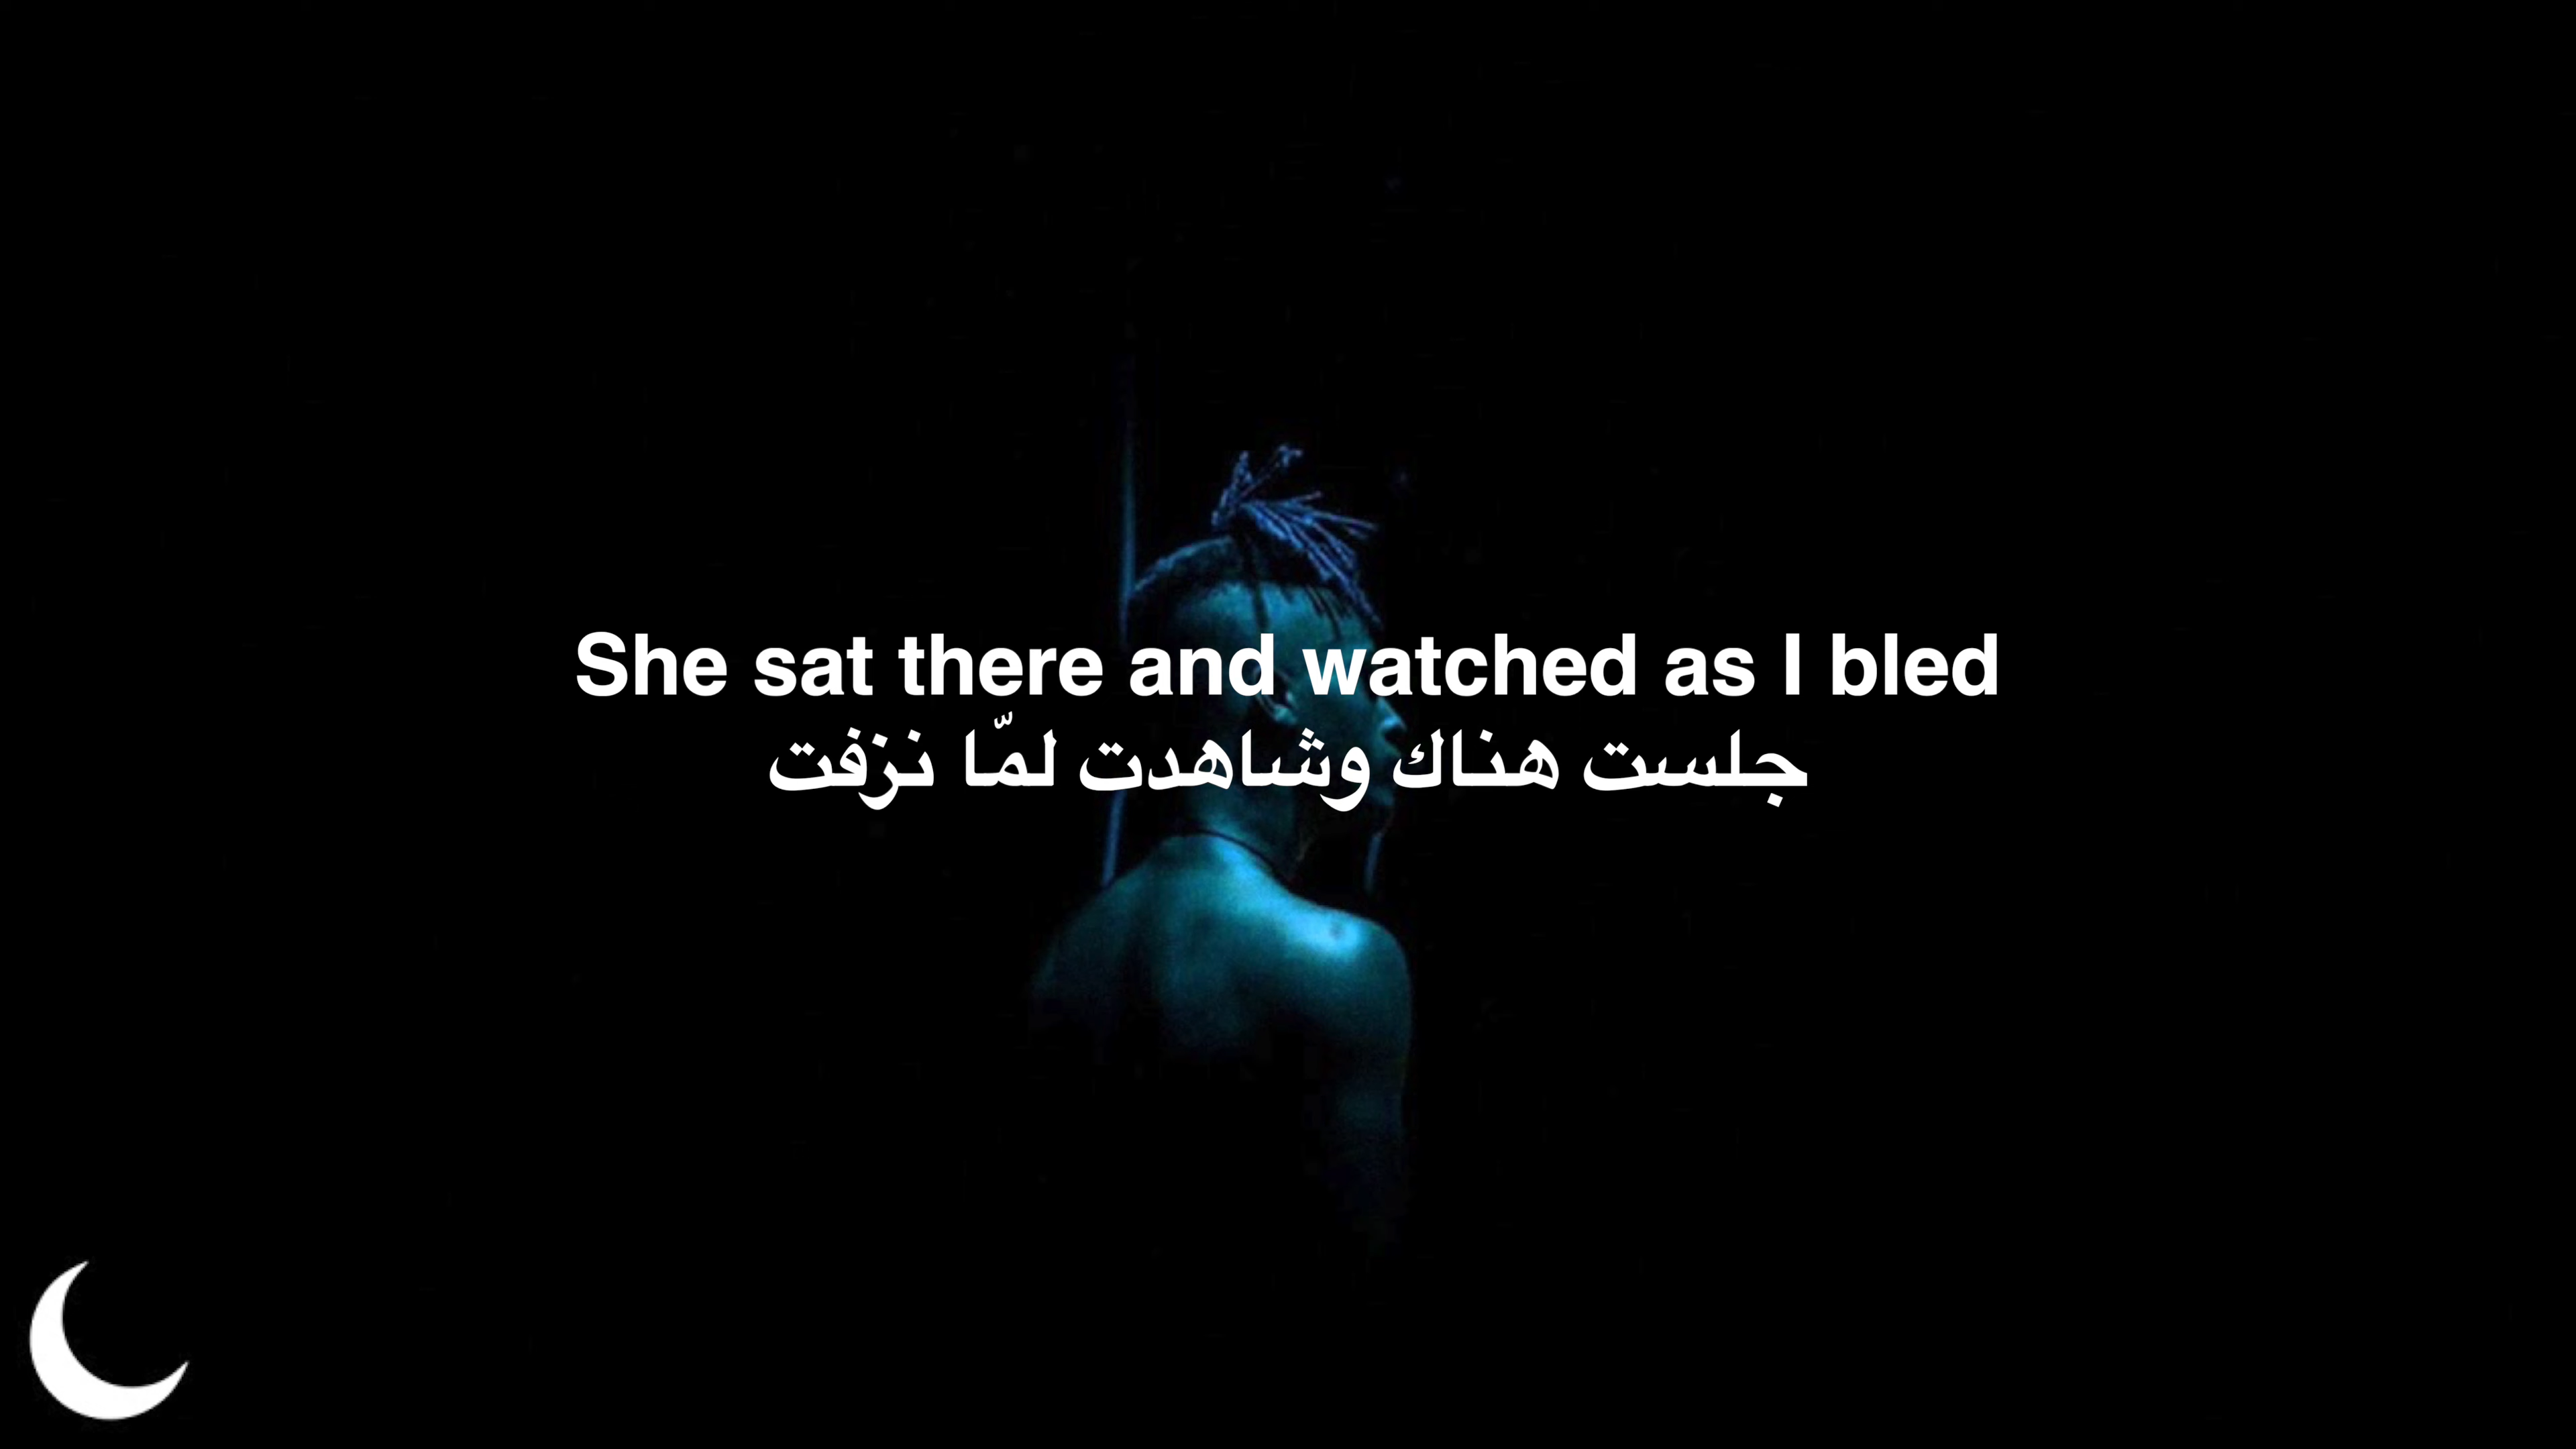 She sat there and watched as I bled
جلست هناك وشاهدت لمّا نزفت